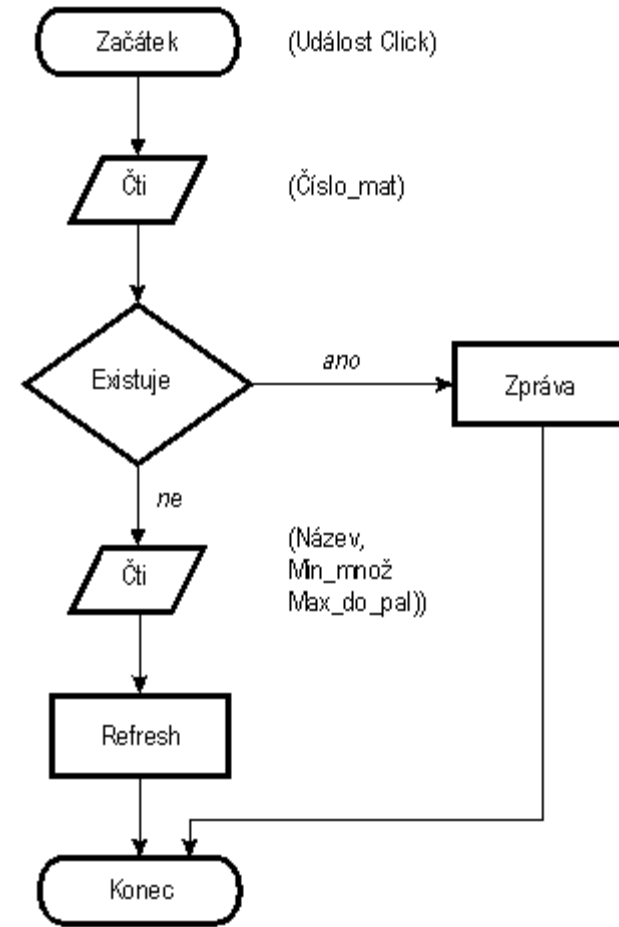 Začátek (Událost Click)
Čti (Číslo_mat)
Existuje
ano
Zpráva
ne
Čti
(Název,
Min_množ
Max_do_pal))
Refresh
Konec